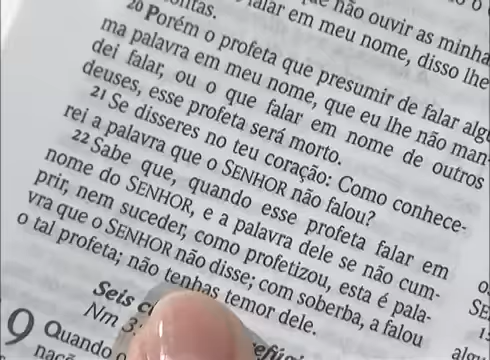 ontas.
que não ouvir as minha
falar em meu nome, disso lhe
20 Porém o profeta que presumir de falar algu
ma palavra em meu nome, que eu lhe não man
dei falar, ou o que falar em nome de outros
deuses, esse profeta será morto.
21 Se disseres no teu coração: Como conhece-
rei a palavra que o SENHOR não falou?
22 Sabe que, quando esse profeta falar em
nome do SENHOR, e a palavra dele se não cum-
prir, nem suceder, como profetizou, esta é pala-
vra que o SENHOR não disse; com soberba, a falou
o tal profeta; não tenhas temor dele.
Seis
Nm 3
9 Quando o